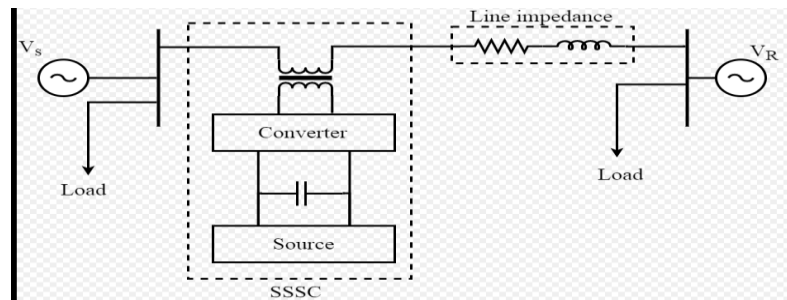 Line impedance
Vs
VR
Converter
Load
Load
Source
SSSC